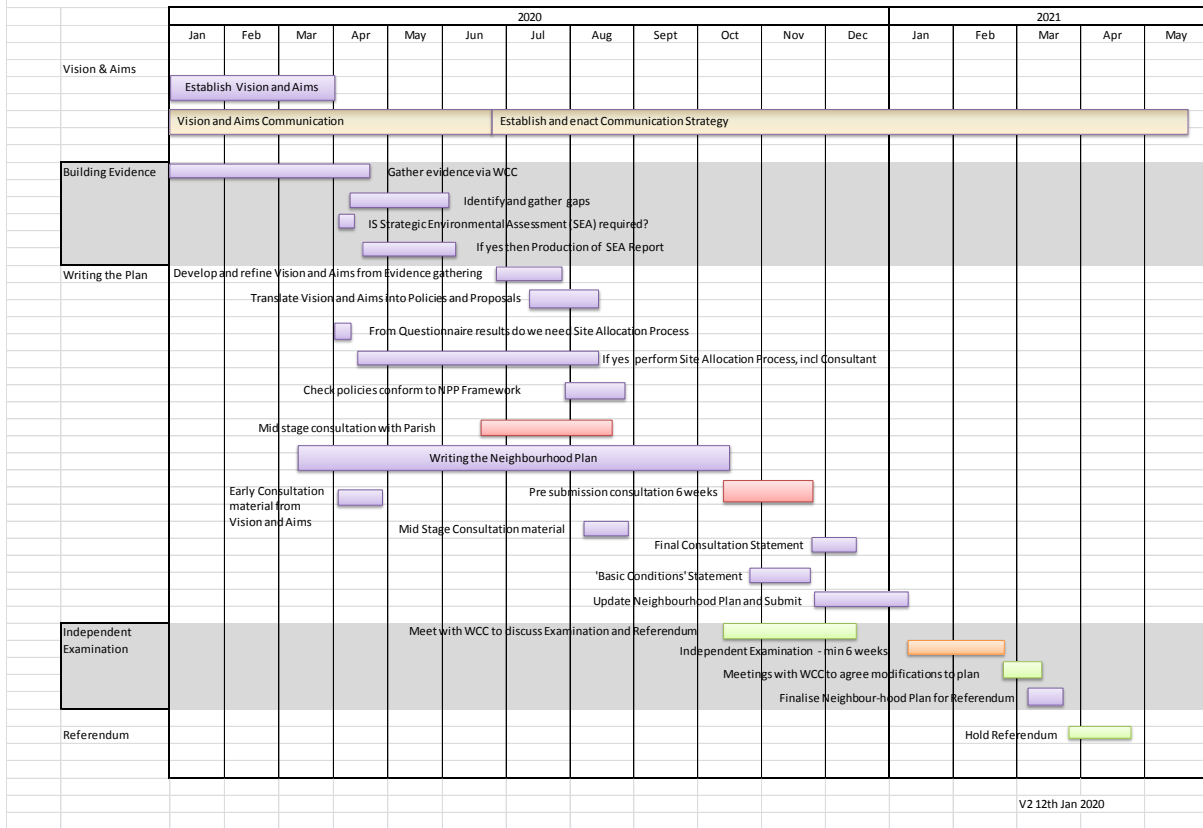 2020 2021
Jan Feb Mar Apr May Jun Jul Aug Sept Oct Nov Dec Jan Feb Mar Apr May
Vision & Aims
Establish Vision and Aims
Vision and Aims Communication Establish and enact Communication Strategy
Building Evidence Gather evidence via WCC
Identify and gather gaps
IS Strategic Environmental Assessment (SEA) required?
If yes then Production of SEA Report
Writing the Plan Develop and refine Vision and Aims from Evidence gathering
Translate Vision and Aims into Policies and Proposals
From Questionnaire results do we need Site Allocation Process
If yes perform Site Allocation Process, incl Consultant
Check policies conform to NPP Framework
Mid stage consultation with Parish
Writing the Neighbourhood Plan
Early Consultation
material from
Vision and Aims
Pre submission consultation 6 weeks
Mid Stage Consultation material
Final Consultation Statement
'Basic Conditions' Statement
Update Neighbourhood Plan and Submit
Independent
Examination
Meet with WCC to discuss Examination and Referendum
Independent Examination - min 6 weeks
Meetings with WCC to agree modifications to plan
Finalise Neighbour-hood Plan for Referendum
Referendum Hold Referendum
V2 12th Jan 2020